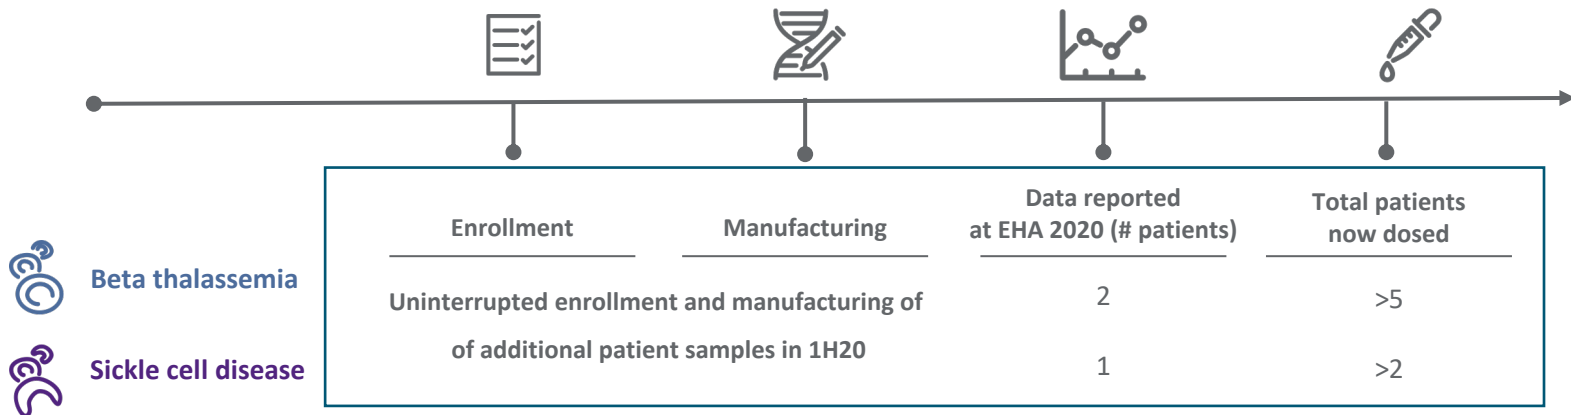 Enrollment
Manufacturing
Data reported
at EHA 2020 (# patients)
Total patients
now dosed
Beta thalassemia
Uninterrupted enrollment and manufacturing of
of additional patient samples in 1H20
2
>5
Sickle cell disease
1
>2